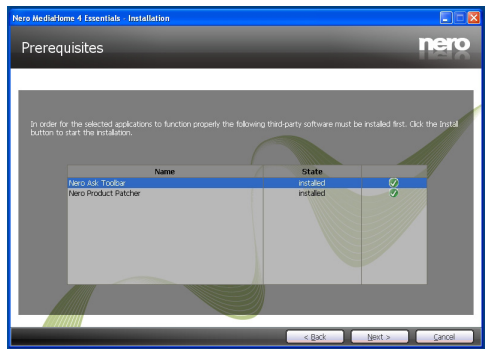 Nero MediaHome 4 Essentials - Installation
Prerequisites
nero
In order for the selected applications to function properly the following third-party software must be installed first. Click the Install
button to start the installation.
Name State
Nero Ask Toolbar installed
Nero Product Patcher installed
< Back Next > Cancel